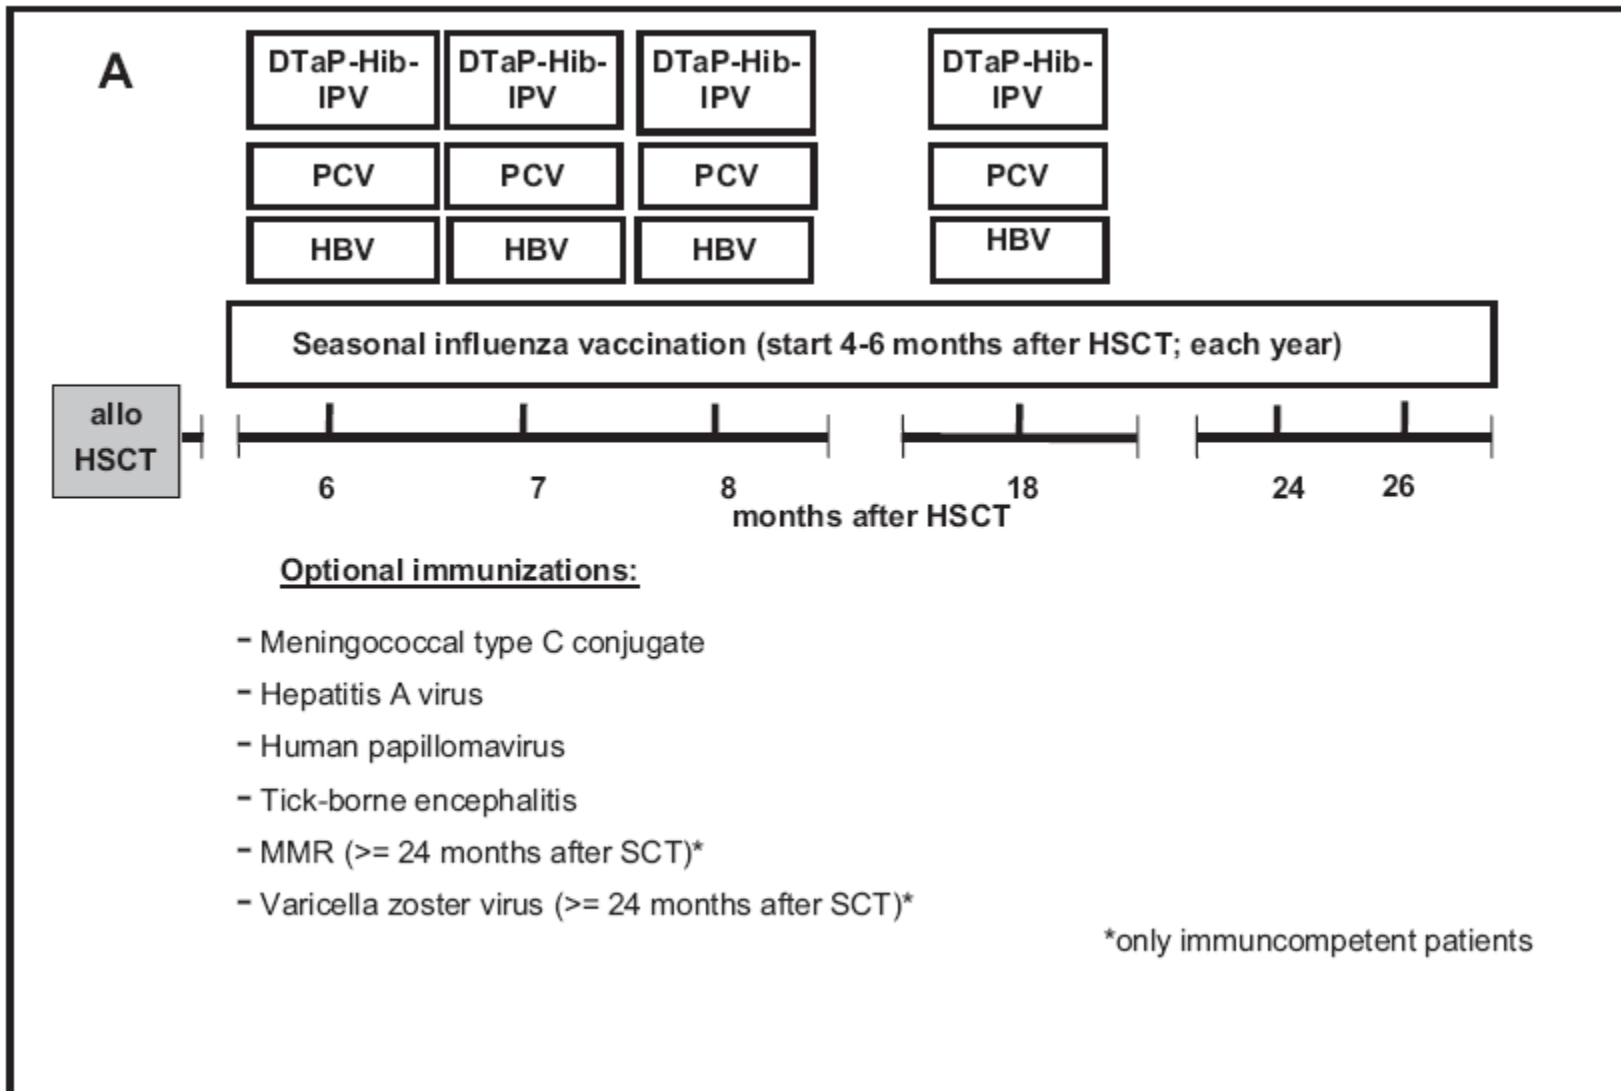 A
DTaP-Hib-
IPV
DTaP-Hib-
IPV
DTaP-Hib-
IPV
DTaP-Hib-
IPV
PCV
PCV
PCV
PCV
HBV
HBV
HBV
HBV
Seasonal influenza vaccination (start 4-6 months after HSCT; each year)
allo
HSCT
6 7 8 18 24 26
months after HSCT
Optional immunizations:
- Meningococcal type C conjugate
- Hepatitis A virus
- Human papillomavirus
- Tick-borne encephalitis
- MMR (>= 24 months after SCT)*
- Varicella zoster virus (>= 24 months after SCT)*
*only immuncompetent patients